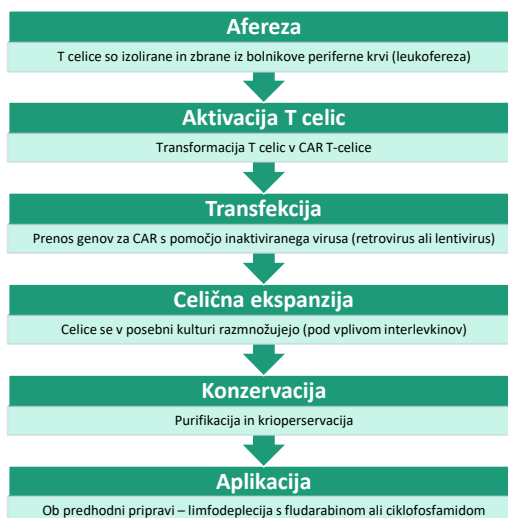 Afereza
T celice so izolirane in zbrane iz bolnikove periferne krvi (leukofereza)
Aktivacija T celic
Transformacija T celic v CAR T-celice
Transfekcija
Prenos genov za CAR s pomočjo inaktiviranega virusa (retrovirus ali lentivirus)
Celična ekspanzija
Celice se v posebni kulturi razmnožujejo (pod vplivom interlevkinov)
Konzervacija
Purifikacija in krioperservacija
Aplikacija
Ob predhodni pripravi – limfodeplecija s fludarabinom ali ciklofosfamidom